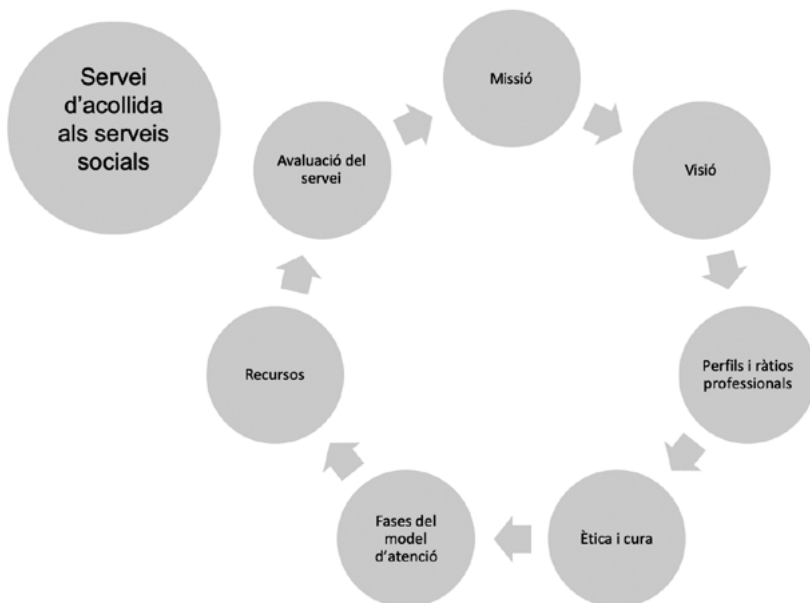 Servei
d'acollida
als serveis
socials
Missió
Visió
Perfils i ràtios
professionals
Ètica i cura
Fases del
model
d'atenció
Recursos
Avaluació del
servei